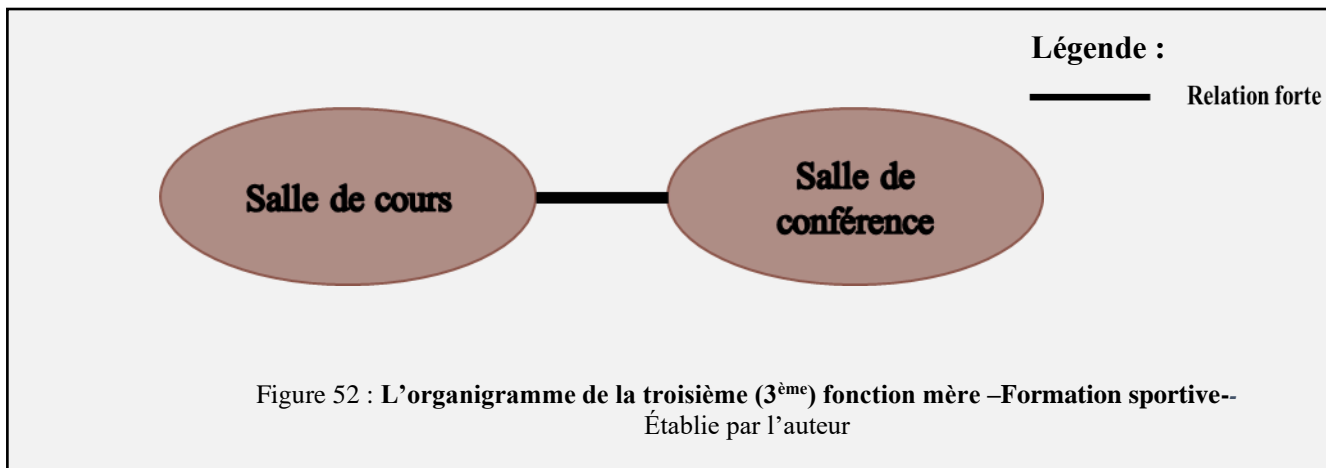 Légende :
Relation forte
Salle de cours
Salle de
conférence
Figure 52 : L’organigramme de la troisième (3ème) fonction mère –Formation sportive--
Établie par l’auteur